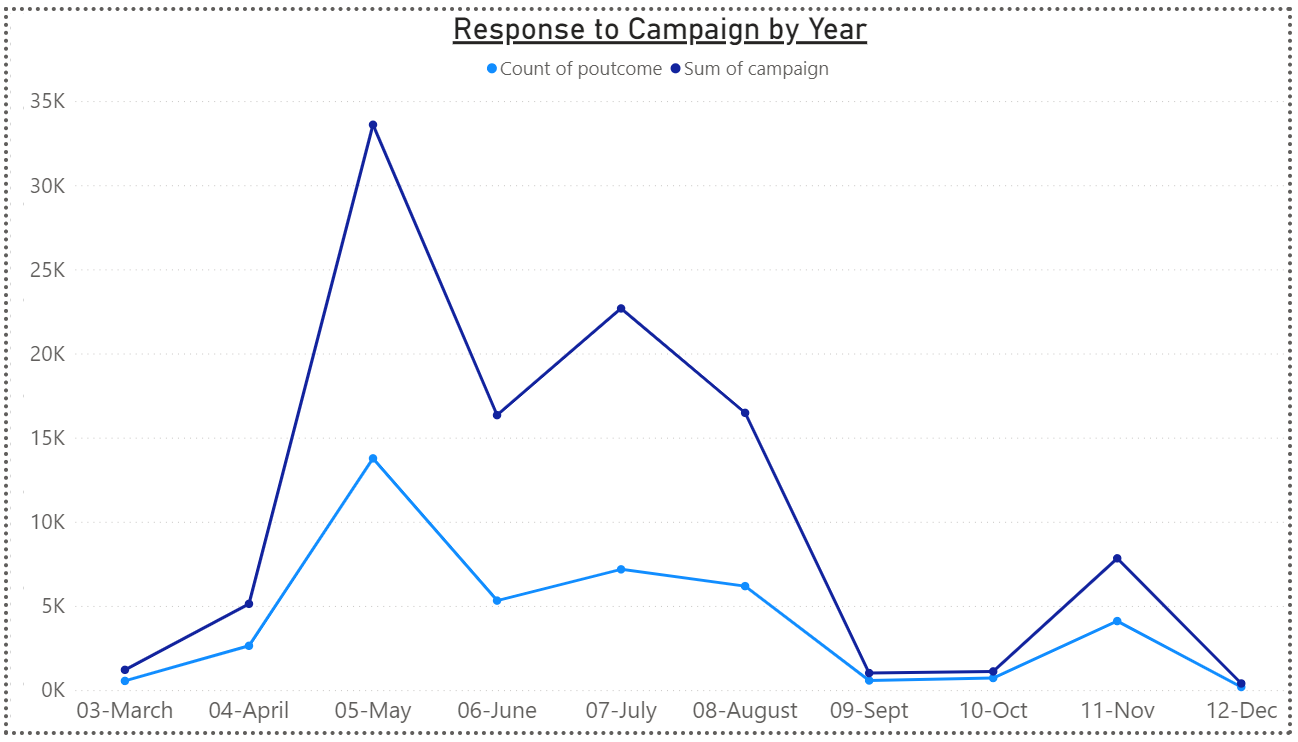 Response to Campaign by Year
Count of poutcome Sum of campaign
35K
30K
25K
20K
15K
10K
5K
0K
03-March 04-April 05-May 06-June 07-July 08-August 09-Sept 10-Oct 11-Nov 12-Dec